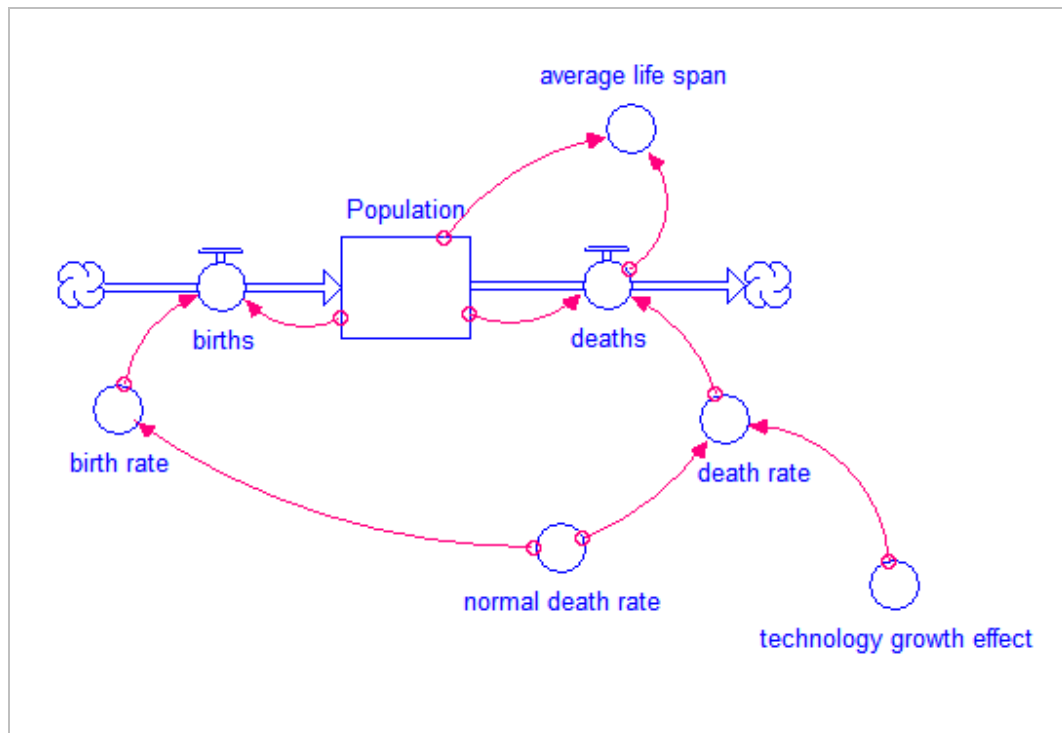 average life span
Population
births
deaths
birth rate
death rate
normal death rate
technology growth effect